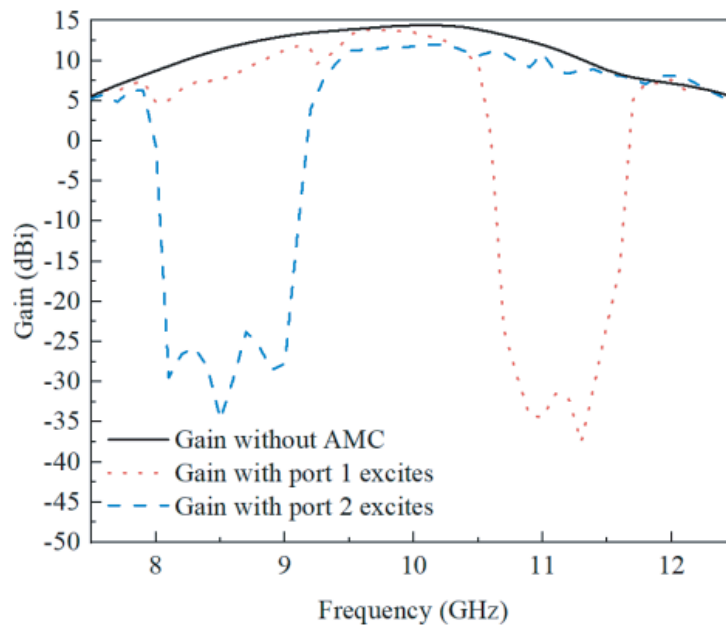 15
10
5
0
-5
-10
-15
-20
-25
-30
-35
-40
-45
-50
Gain (dBi)
Gain without AMC
Gain with port 1 excites
Gain with port 2 excites
8 9 10 11 12
Frequency (GHz)